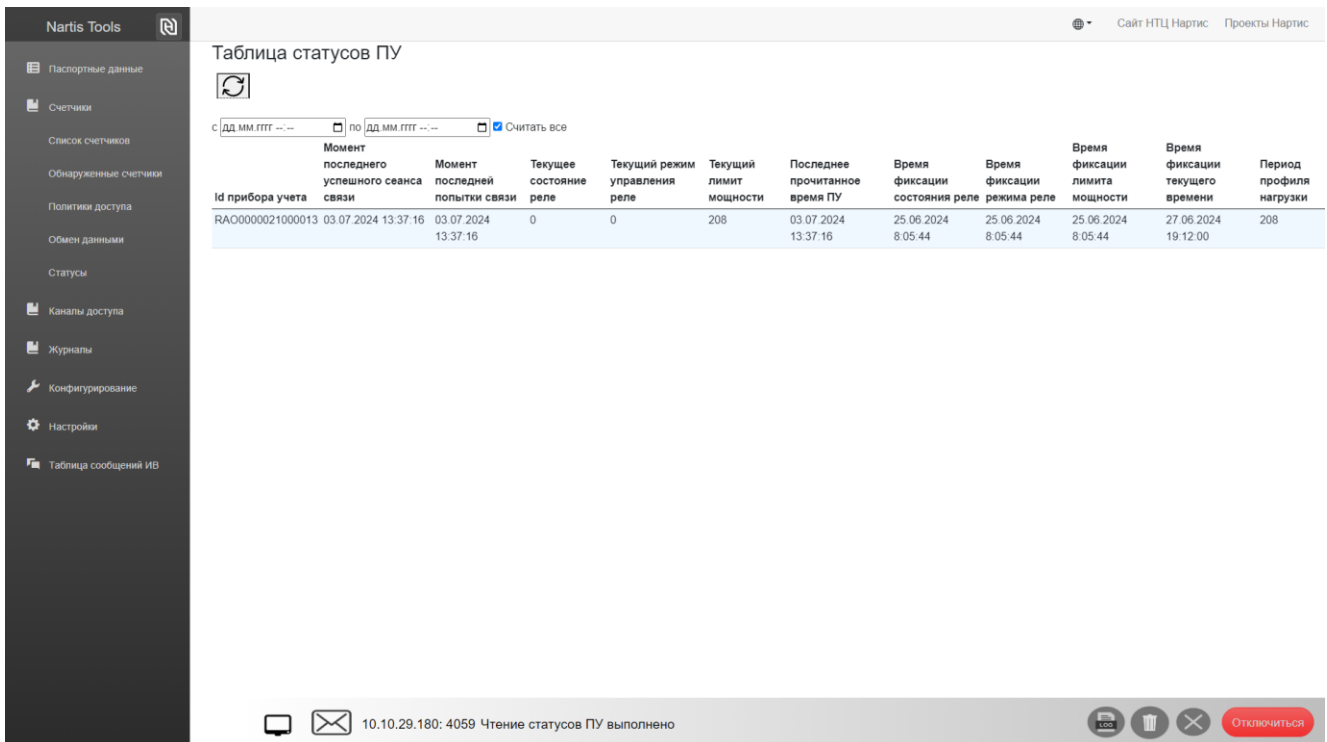 Nartis Tools
Сайт НТЦ Нартис Проекты Нартис
Паспортные данные
Счетчики
Список счетчиков
Обнаруженные счетчики
Политики доступа
Обмен данными
Статусы
Каналы доступа
Журналы
Конфигурирование
Настройки
Таблица сообщений ИВ
Таблица статусов ПУ
с дд.мм.гггг --:-- по дд.мм.гггг --:-- Считать все
Id прибора учета
Момент
последнего
успешного сеанса
связи
Момент
последней
попытки связи
Текущее
состояние
реле
Текущий режим
управления
реле
Текущий
лимит
мощности
Последнее
прочитанное
время ПУ
Время
фиксации
состояния реле
Время
фиксации
режима реле
Время
фиксации
лимита
мощности
Время
фиксации
текущего
времени
Период
профиля
нагрузки
RAO0000021000013 03.07.2024 13:37:16 03.07.2024 0 0 208 03.07.2024 25.06.2024 25.06.2024 25.06.2024 27.06.2024 208
13:37:16 13:37:16 8:05:44 8:05:44 8:05:44 19:12:00
10.10.29.180: 4059 Чтение статусов ПУ выполнено
LOG
Отключиться